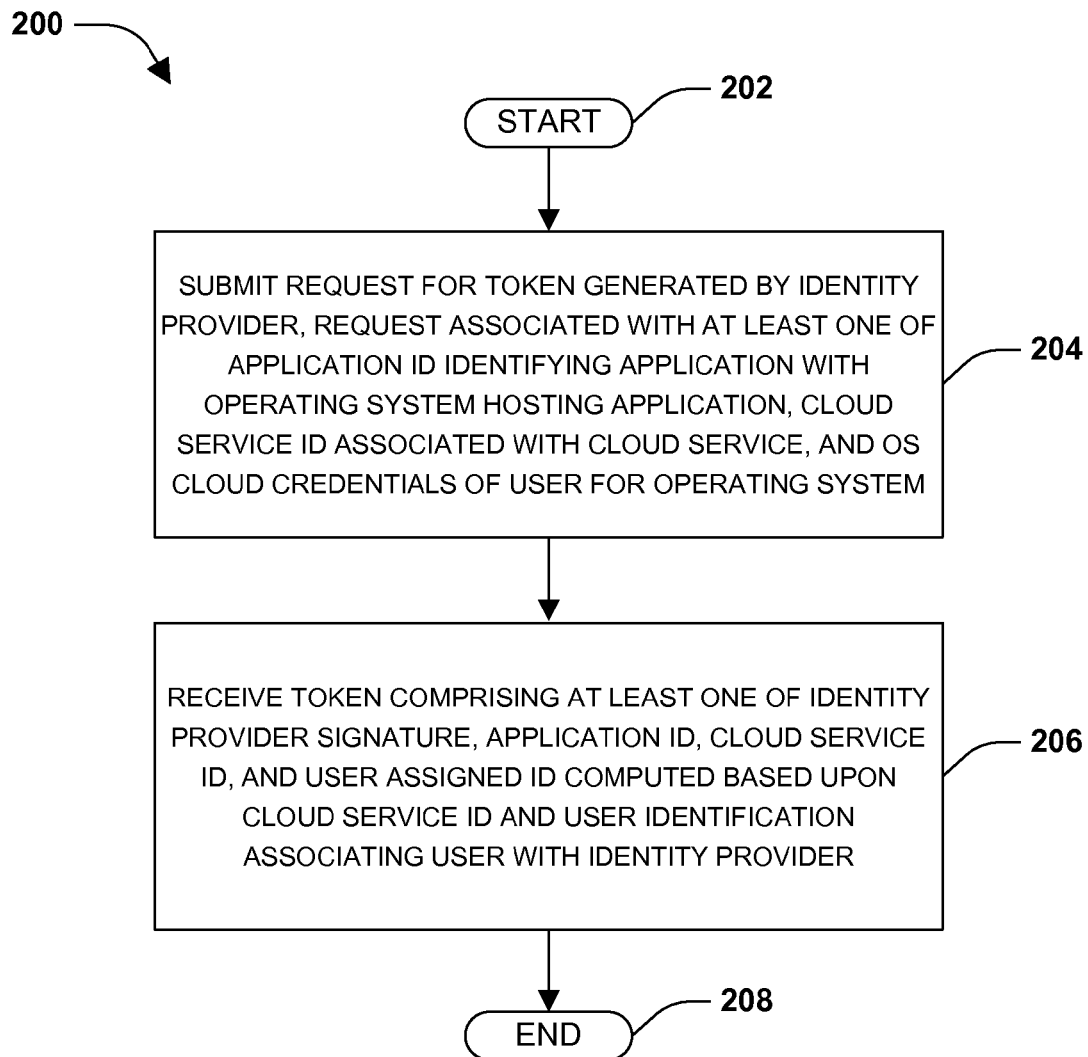 200
202
START
SUBMIT REQUEST FOR TOKEN GENERATED BY IDENTITY
PROVIDER, REQUEST ASSOCIATED WITH AT LEAST ONE OF
APPLICATION ID IDENTIFYING APPLICATION WITH
OPERATING SYSTEM HOSTING APPLICATION, CLOUD
SERVICE ID ASSOCIATED WITH CLOUD SERVICE, AND OS
CLOUD CREDENTIALS OF USER FOR OPERATING SYSTEM
204
RECEIVE TOKEN COMPRISING AT LEAST ONE OF IDENTITY
PROVIDER SIGNATURE, APPLICATION ID, CLOUD SERVICE
ID, AND USER ASSIGNED ID COMPUTED BASED UPON
CLOUD SERVICE ID AND USER IDENTIFICATION
ASSOCIATING USER WITH IDENTITY PROVIDER
206
208
END